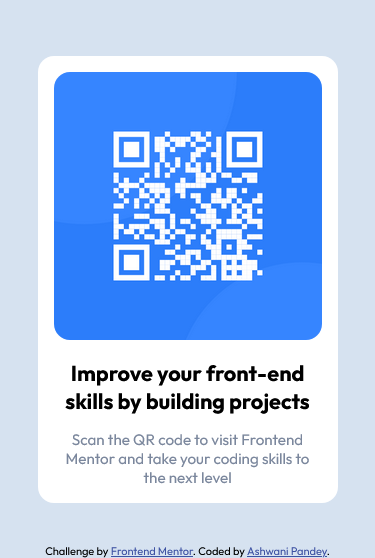 Improve your front-end
skills by building projects
Scan the QR code to visit Frontend
Mentor and take your coding skills to
the next level
Challenge by Frontend Mentor. Coded by Ashwani Pandey.